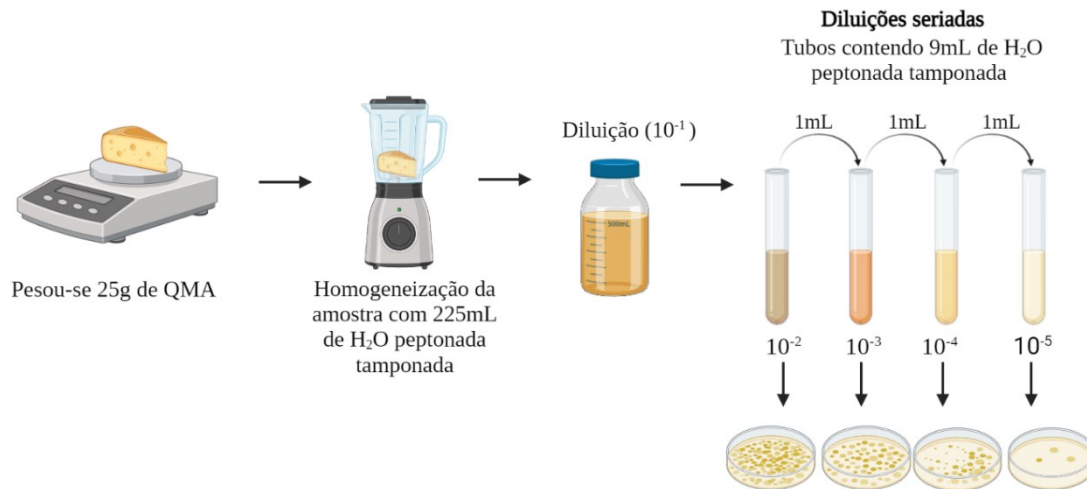 Diluições seriadas
Tubos contendo 9mL de H₂O
peptonada tamponada
1mL
1mL
1mL
Diluição (10⁻¹)
500mL
Pesou-se 25g de QMA
Homogeneização da
amostra com 225mL
de H₂O peptonada
tamponada
10⁻²
10⁻³
10⁻⁴
10⁻⁵